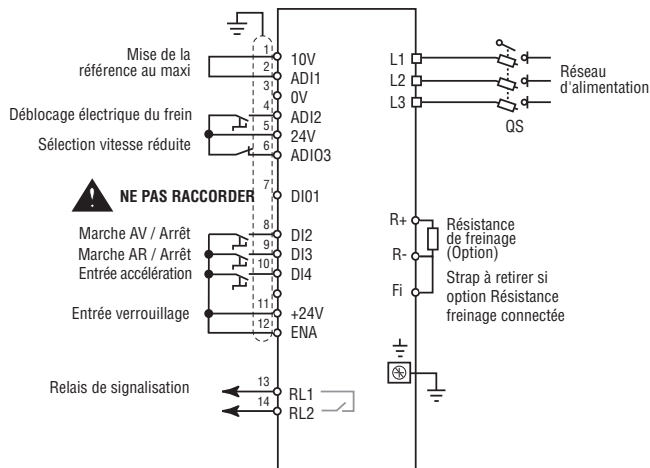 Mise de la
référence au maxi
1
10V
2
ADI1
3
0V
Déblocage électrique du frein
4
ADI2
5
24V
Sélection vitesse réduite
6
ADIO3
! NE PAS RACCORDER
7
DI01
Marche AV / Arrêt
8
DI2
Marche AR / Arrêt
9
DI3
Entrée accélération
10
DI4
Entrée verrouillage
11
+24V
12
ENA
Relais de signalisation
13
RL1
14
RL2
L1
L2
L3
QS
Réseau
d'alimentation
R+
R-
Fi
Résistance
de freinage
(Option)
Strap à retirer si
option Résistance
freinage connectée